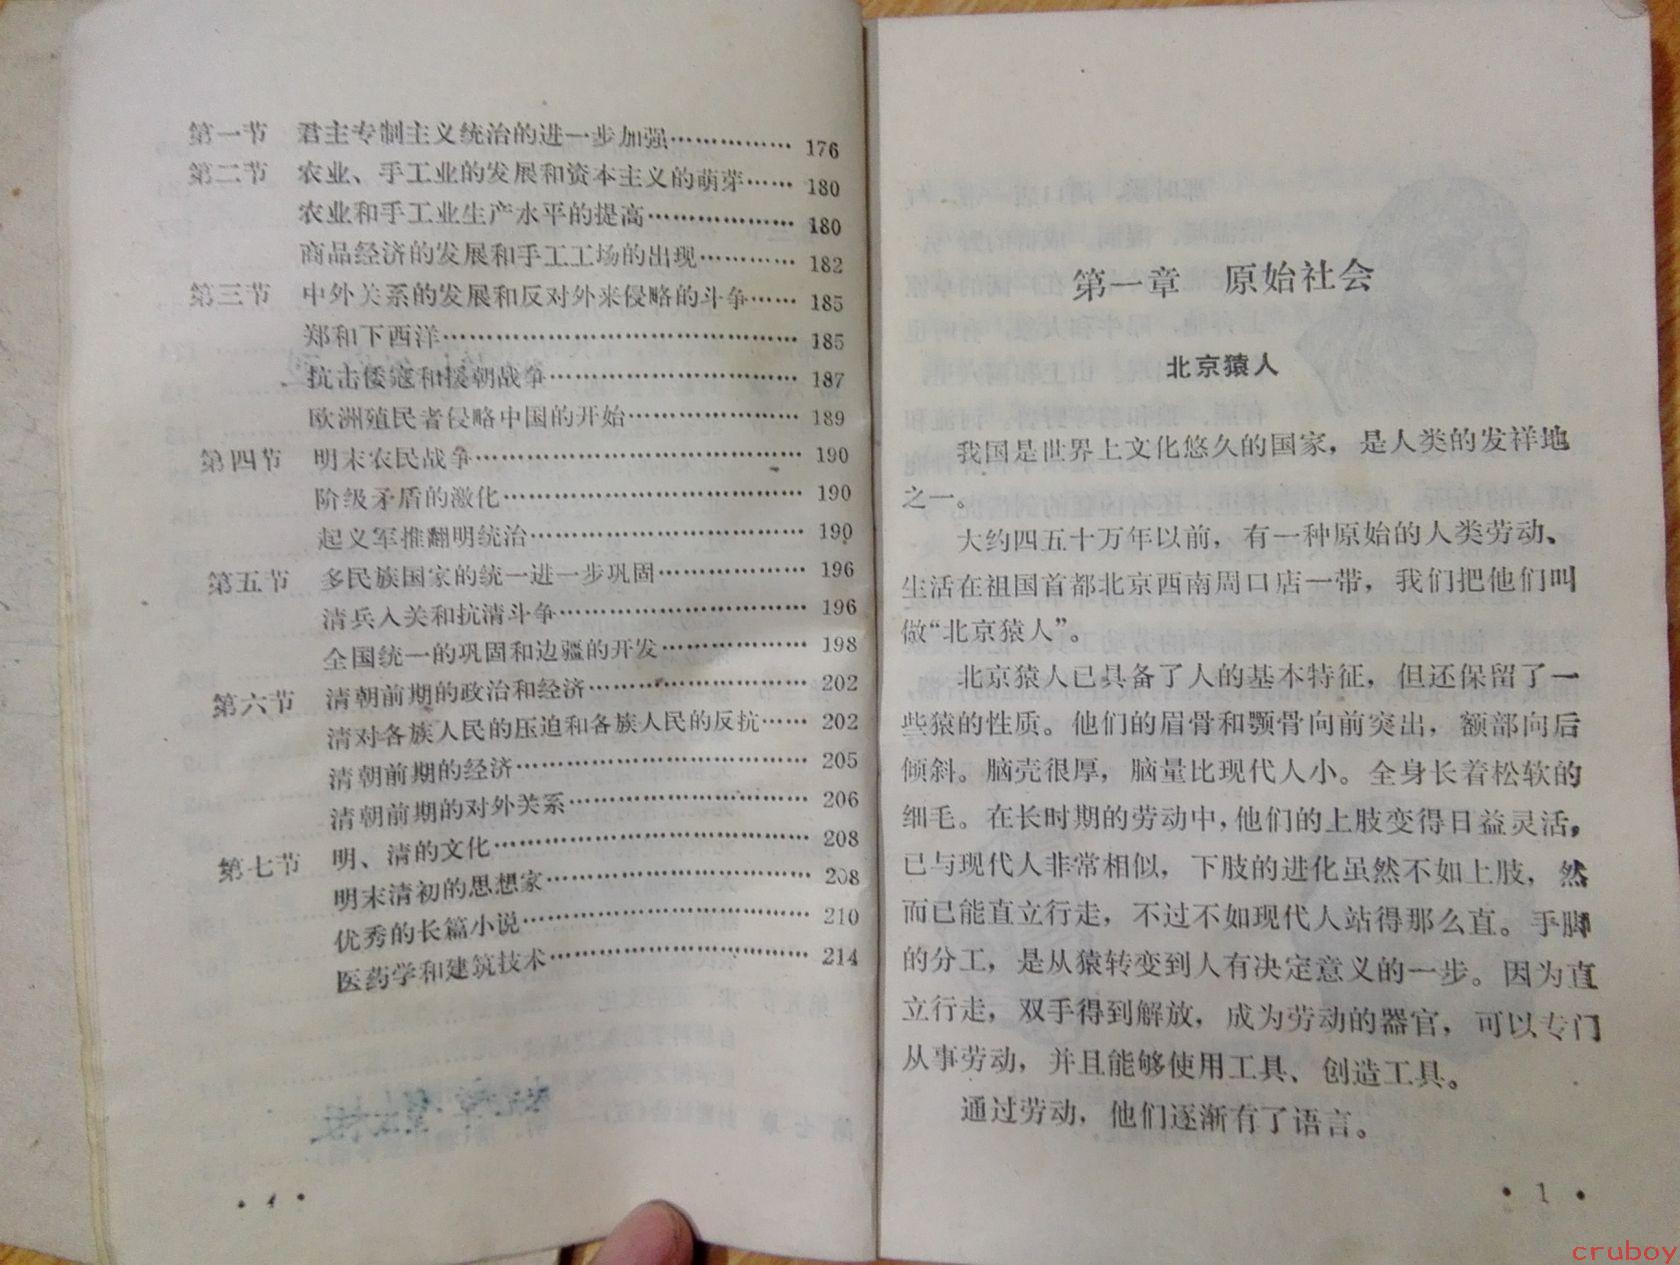 第一节 君主专制主义统治的进一步加强…………… 176
第二节 农业、手工业的发展和资本主义的萌芽…… 180
农业和手工业生产水平的提高……………… 180
商品经济的发展和手工工场的出现………… 182
第三节 中外关系的发展和反对外来侵略的斗争…… 185
郑和下西洋…………………………………… 185
抗击倭寇和援朝战争………………………… 187
欧洲殖民者侵略中国的开始………………… 189
第四节 明末农民战争………………………………… 190
阶级矛盾的激化……………………………… 190
起义军推翻明统治…………………………… 190
第五节 多民族国家的统一进一步巩固……………… 196
清兵入关和抗清斗争………………………… 196
全国统一的巩固和边疆的开发……………… 198
第六节 清朝前期的政治和经济……………………… 202
清对各族人民的压迫和各族人民的反抗…… 202
清朝前期的经济……………………………… 205
清朝前期的对外关系………………………… 206
第七节 明、清的文化………………………………… 208
明末清初的思想家…………………………… 208
优秀的长篇小说……………………………… 210
医药学和建筑技术…………………………… 214
• 4 •
第一章 原始社会
北京猿人
我国是世界上文化悠久的国家，是人类的发祥地
之一。
大约四五十万年以前，有一种原始的人类劳动、
生活在祖国首都北京西南周口店一带，我们把他们叫
做“北京猿人”。
北京猿人已具备了人的基本特征，但还保留了一
些猿的性质。他们的眉骨和颚骨向前突出，额部向后
倾斜。脑壳很厚，脑量比现代人小。全身长着松软的
细毛。在长时期的劳动中，他们的上肢变得日益灵活，
已与现代人非常相似，下肢的进化虽然不如上肢，然
而已能直立行走，不过不如现代人站得那么直。手脚
的分工，是从猿转变到人有决定意义的一步。因为直
立行走，双手得到解放，成为劳动的器官，可以专门
从事劳动，并且能够使用工具、创造工具。
通过劳动，他们逐渐有了语言。
• 1 •
cruboy